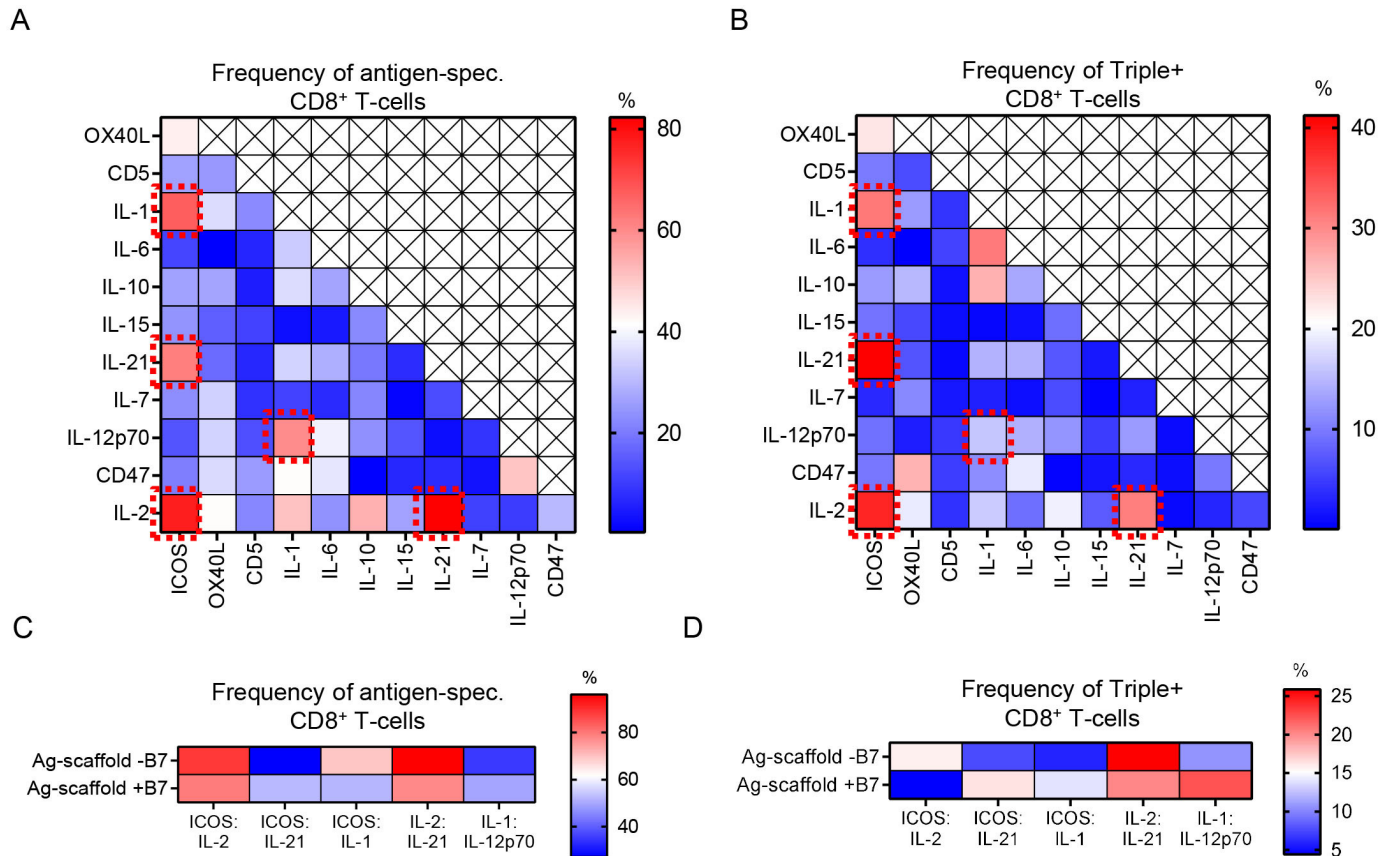 A
Frequency of antigen-spec.
CD8⁺ T-cells
%
OX40L
CD5
IL-1
IL-6
IL-10
IL-15
IL-21
IL-7
IL-12p70
CD47
IL-2
80
60
40
20
ICOS
OX40L
CD5
IL-1
IL-6
IL-10
IL-15
IL-21
IL-7
IL-12p70
CD47
B
Frequency of Triple+
CD8⁺ T-cells
%
OX40L
CD5
IL-1
IL-6
IL-10
IL-15
IL-21
IL-7
IL-12p70
CD47
IL-2
40
30
20
10
ICOS
OX40L
CD5
IL-1
IL-6
IL-10
IL-15
IL-21
IL-7
IL-12p70
CD47
C
Frequency of antigen-spec.
CD8⁺ T-cells
%
Ag-scaffold -B7
Ag-scaffold +B7
80
60
40
ICOS:
IL-2
ICOS:
IL-21
ICOS:
IL-1
IL-2:
IL-21
IL-1:
IL-12p70
D
Frequency of Triple+
CD8⁺ T-cells
%
Ag-scaffold -B7
Ag-scaffold +B7
25
20
15
10
5
ICOS:
IL-2
ICOS:
IL-21
ICOS:
IL-1
IL-2:
IL-21
IL-1:
IL-12p70